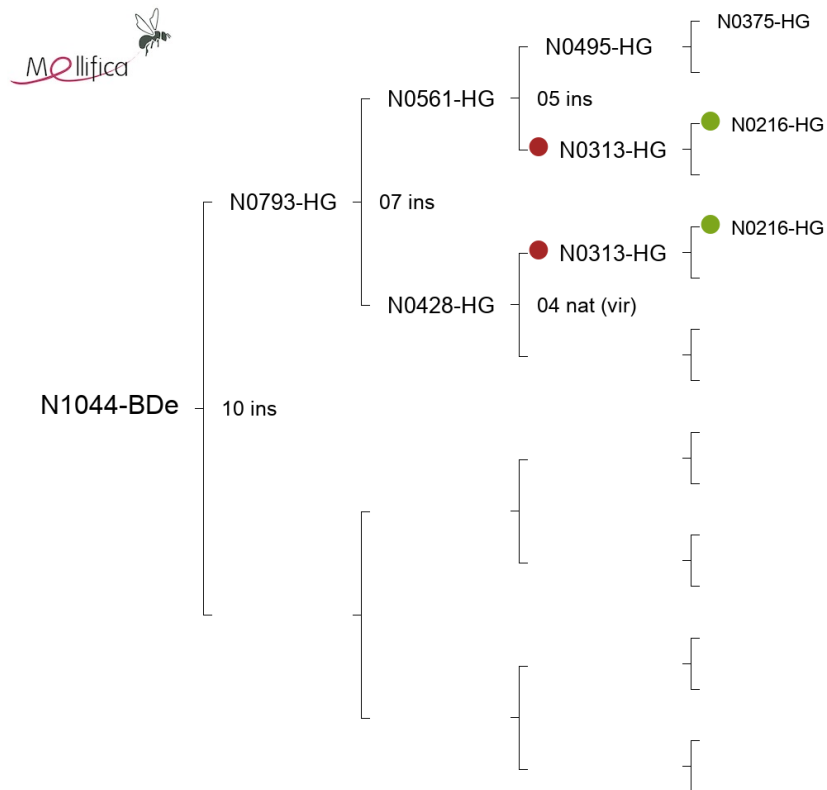 Mellifica
N0375-HG
N0495-HG
N0561-HG
05 ins
N0216-HG
N0313-HG
N0793-HG
07 ins
N0216-HG
N0313-HG
N0428-HG
04 nat (vir)
N1044-BDe
10 ins